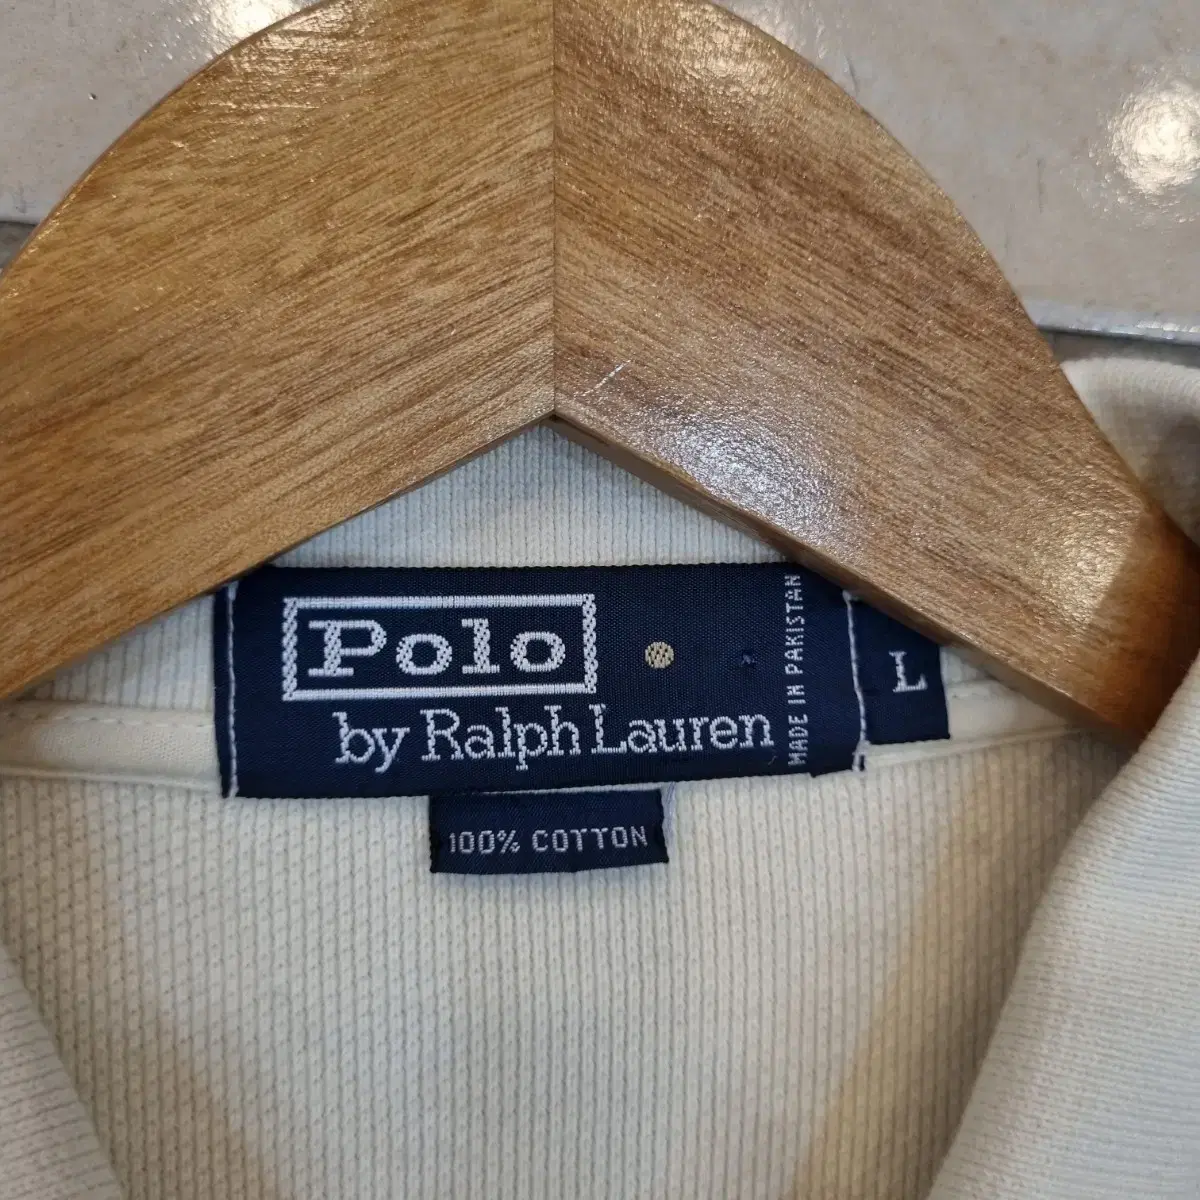 Polo
by Ralph Lauren
MADE IN PAKISTAN
L
100% COTTON